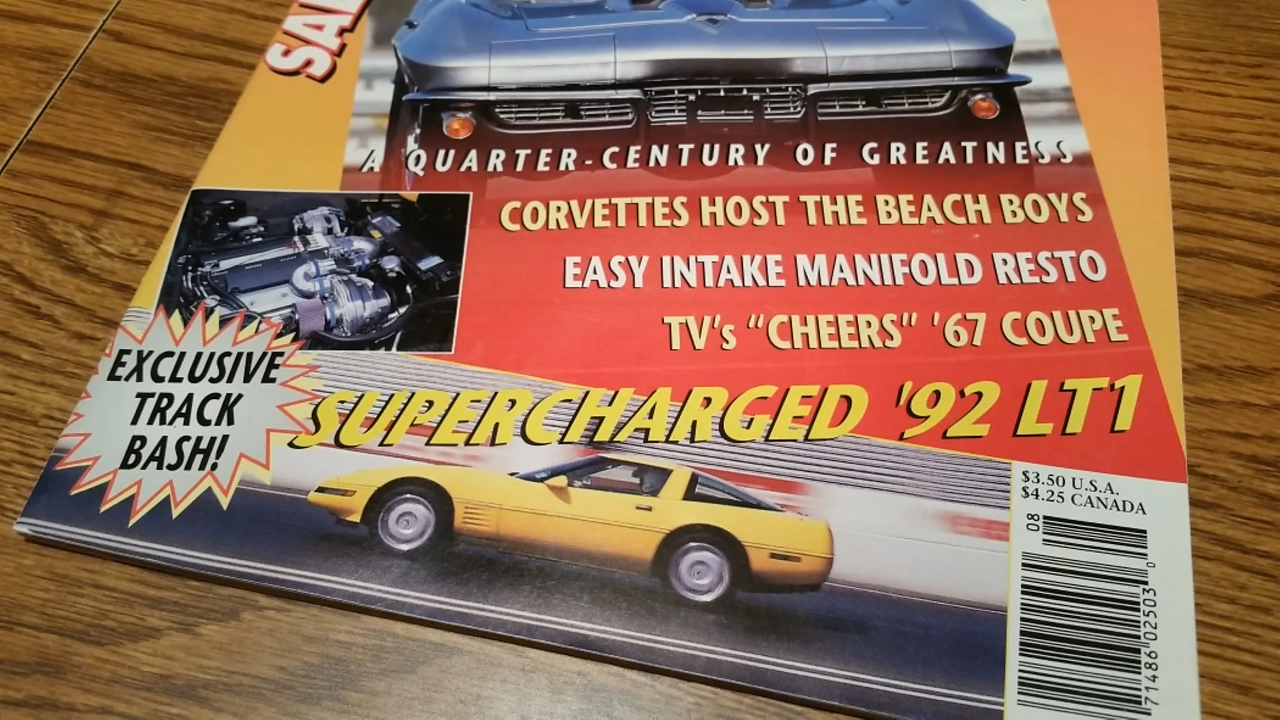 A QUARTER-CENTURY OF GREATNESS
CORVETTES HOST THE BEACH BOYS
EASY INTAKE MANIFOLD RESTO
TV's "CHEERS" '67 COUPE
EXCLUSIVE
TRACK
BASH!
SUPERCHARGED '92 LT1
$3.50 U.S.A.
$4.25 CANADA
08
71486 02503 0